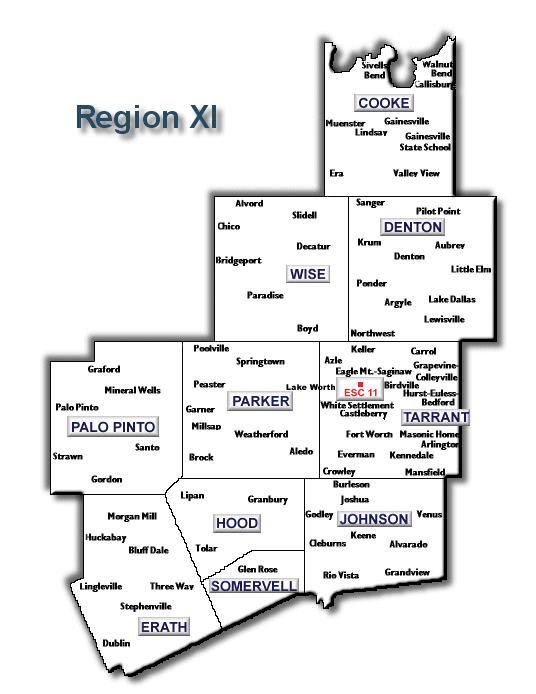 Region XI
Sivells
Bend
Walnut
Bend
Callisburg
COOKE
Muenster
Lindsay
Gainesville
Gainesville
State School
Era
Valley View
Alvord
Slidell
Chico
Decatur
Bridgeport
WISE
Paradise
Boyd
Sanger
Pilot Point
DENTON
Krum
Aubrey
Denton
Little Elm
Ponder
Argyle
Lake Dallas
Lewisville
Northwest
Graford
Mineral Wells
Palo Pinto
PALO PINTO
Santo
Strawn
Gordon
Poolville
Springtown
Peaster
PARKER
Garner
Millsap
Weatherford
Brock
Aledo
Keller
Carrol
Azle
Eagle Mt.-Saginaw
Grapevine-
Colleyville
Lake Worth
ESC 11
Birdville
Hurst-Euless-
Bedford
White Settlement
Castleberry
TARRANT
Fort Worth
Masonic Home
Arlington
Everman
Kennedale
Crowley
Mansfield
Morgan Mill
Huckabay
Bluff Dale
Lingleville
Three Way
Stephenville
ERATH
Dublin
Lipan
Granbury
HOOD
Tolar
Glen Rose
SOMERVELL
Burleson
Joshua
Godley
JOHNSON
Venus
Keene
Cleburns
Alvarado
Rio Vista
Grandview